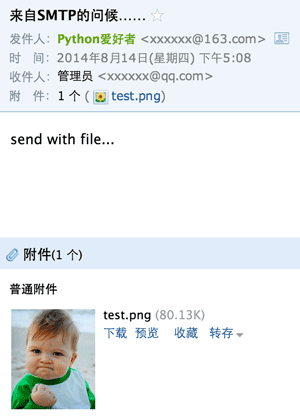 来自SMTP的问候……
发件人：Python爱好者 <xxxxxx@163.com>
时　间：2014年8月14日(星期四) 下午5:08
收件人：管理员 <xxxxxx@qq.com>
附　件：1 个 ( test.png)
send with file...
附件(1 个)
普通附件
test.png (80.13K)
下载 预览 收藏 转存